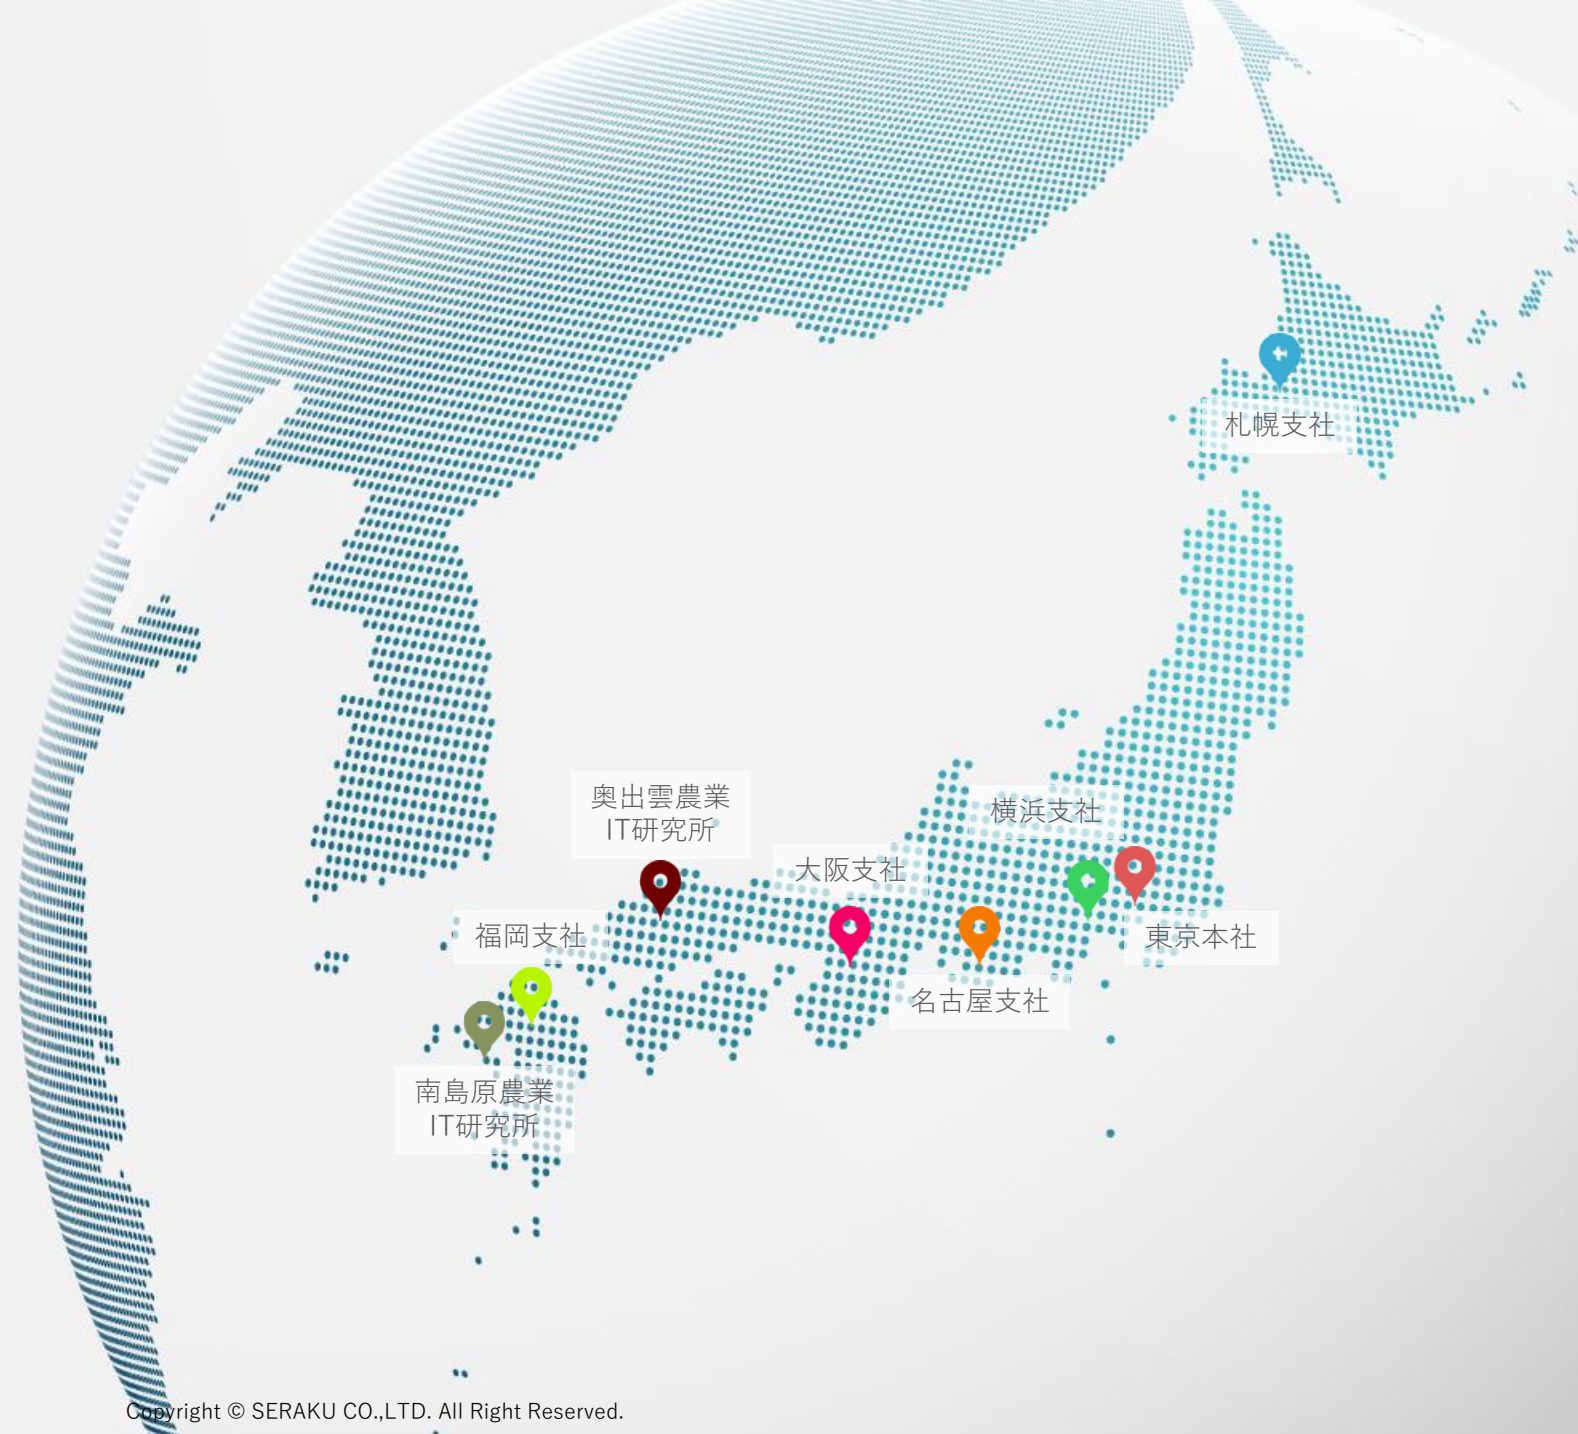 札幌支社
奥出雲農業
IT研究所
横浜支社
大阪支社
福岡支社
東京本社
名古屋支社
南島原農業
IT研究所
Copyright © SERAKU CO.,LTD. All Right Reserved.